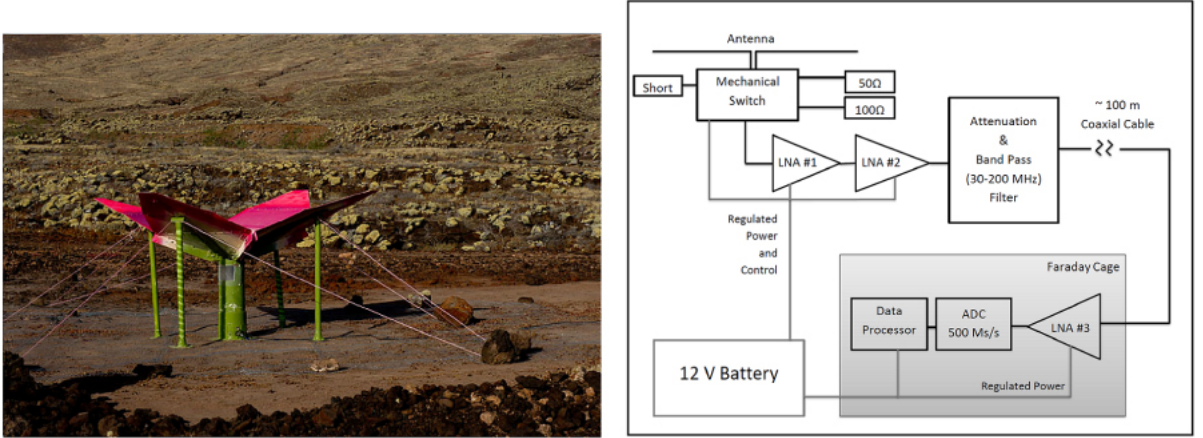 Antenna
Short
Mechanical
Switch
50Ω
100Ω
LNA #1
LNA #2
Attenuation
&
Band Pass
(30-200 MHz)
Filter
~ 100 m
Coaxial Cable
Regulated
Power
and
Control
Faraday Cage
Data
Processor
ADC
500 Ms/s
LNA #3
Regulated Power
12 V Battery